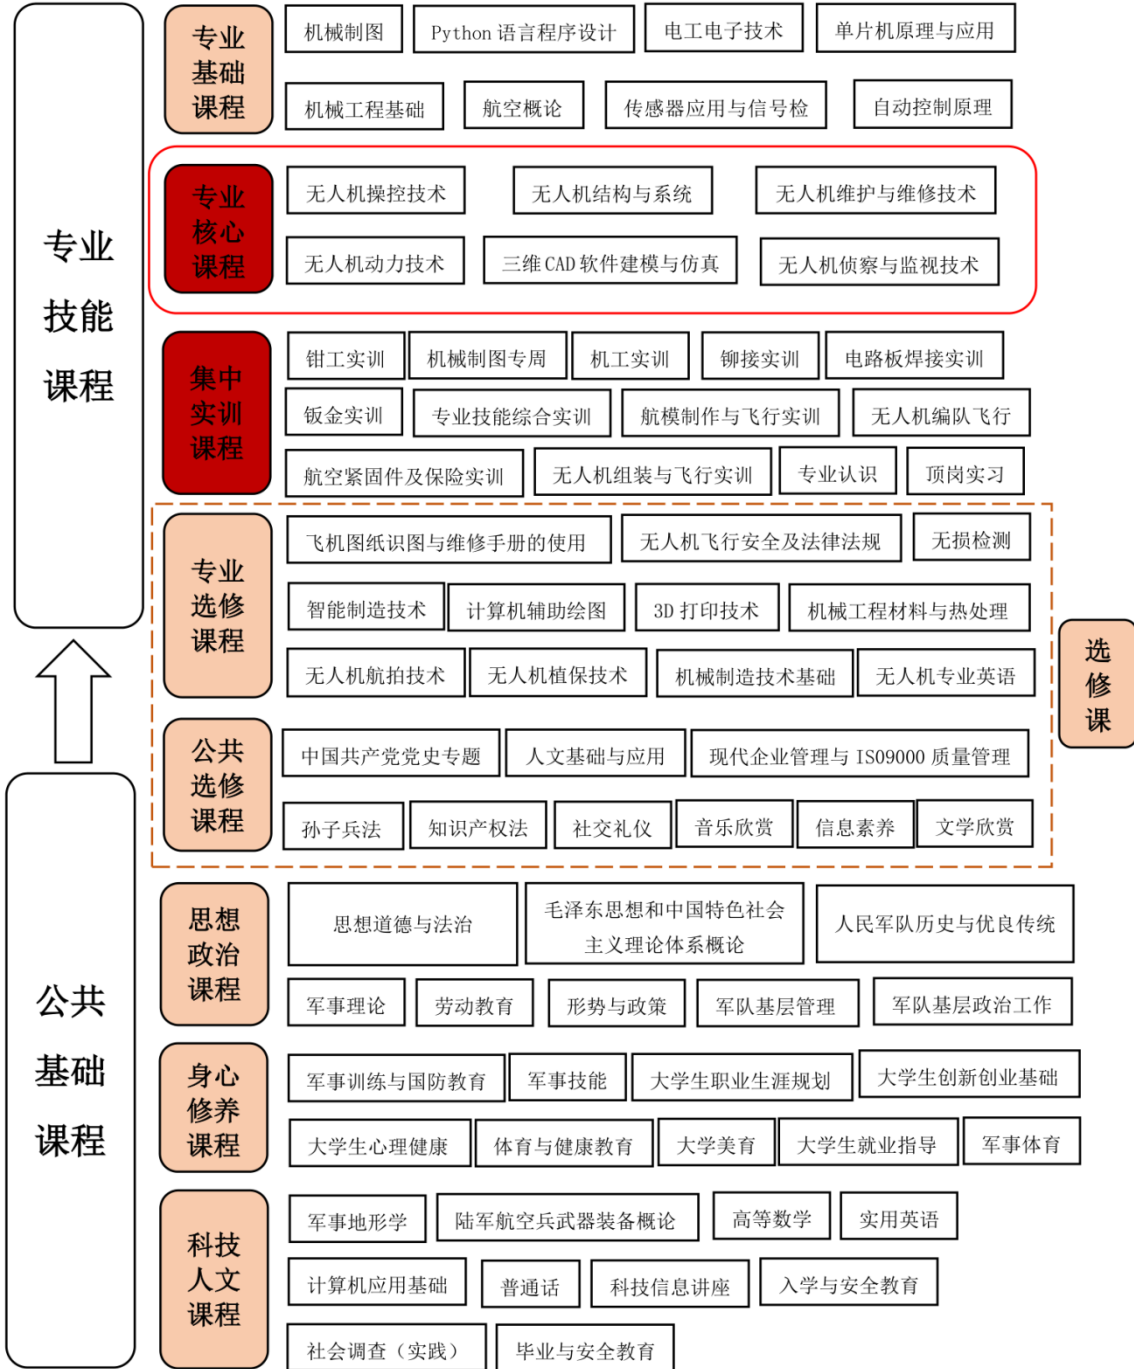 专业技能课程
专业基础课程
机械制图
Python 语言程序设计
电工电子技术
单片机原理与应用
机械工程基础
航空概论
传感器应用与信号检
自动控制原理
专业核心课程
无人机操控技术
无人机结构与系统
无人机维护与维修技术
无人机动力技术
三维 CAD 软件建模与仿真
无人机侦察与监视技术
集中实训课程
钳工实训
机械制图专周
机工实训
铆接实训
电路板焊接实训
钣金实训
专业技能综合实训
航模制作与飞行实训
无人机编队飞行
航空紧固件及保险实训
无人机组装与飞行实训
专业认识
顶岗实习
专业选修课程
飞机图纸识图与维修手册的使用
无人机飞行安全及法律法规
无损检测
智能制造技术
计算机辅助绘图
3D 打印技术
机械工程材料与热处理
无人机航拍技术
无人机植保技术
机械制造技术基础
无人机专业英语
选修课
公共选修课程
中国共产党党史专题
人文基础与应用
现代企业管理与 ISO9000 质量管理
孙子兵法
知识产权法
社交礼仪
音乐欣赏
信息素养
文学欣赏
公共基础课程
思想政治课程
思想道德与法治
毛泽东思想和中国特色社会
主义理论体系概论
人民军队历史与优良传统
军事理论
劳动教育
形势与政策
军队基层管理
军队基层政治工作
身心修养课程
军事训练与国防教育
军事技能
大学生职业生涯规划
大学生创新创业基础
大学生心理健康
体育与健康教育
大学美育
大学生就业指导
军事体育
科技人文课程
军事地形学
陆军航空兵武器装备概论
高等数学
实用英语
计算机应用基础
普通话
科技信息讲座
入学与安全教育
社会调查（实践）
毕业与安全教育